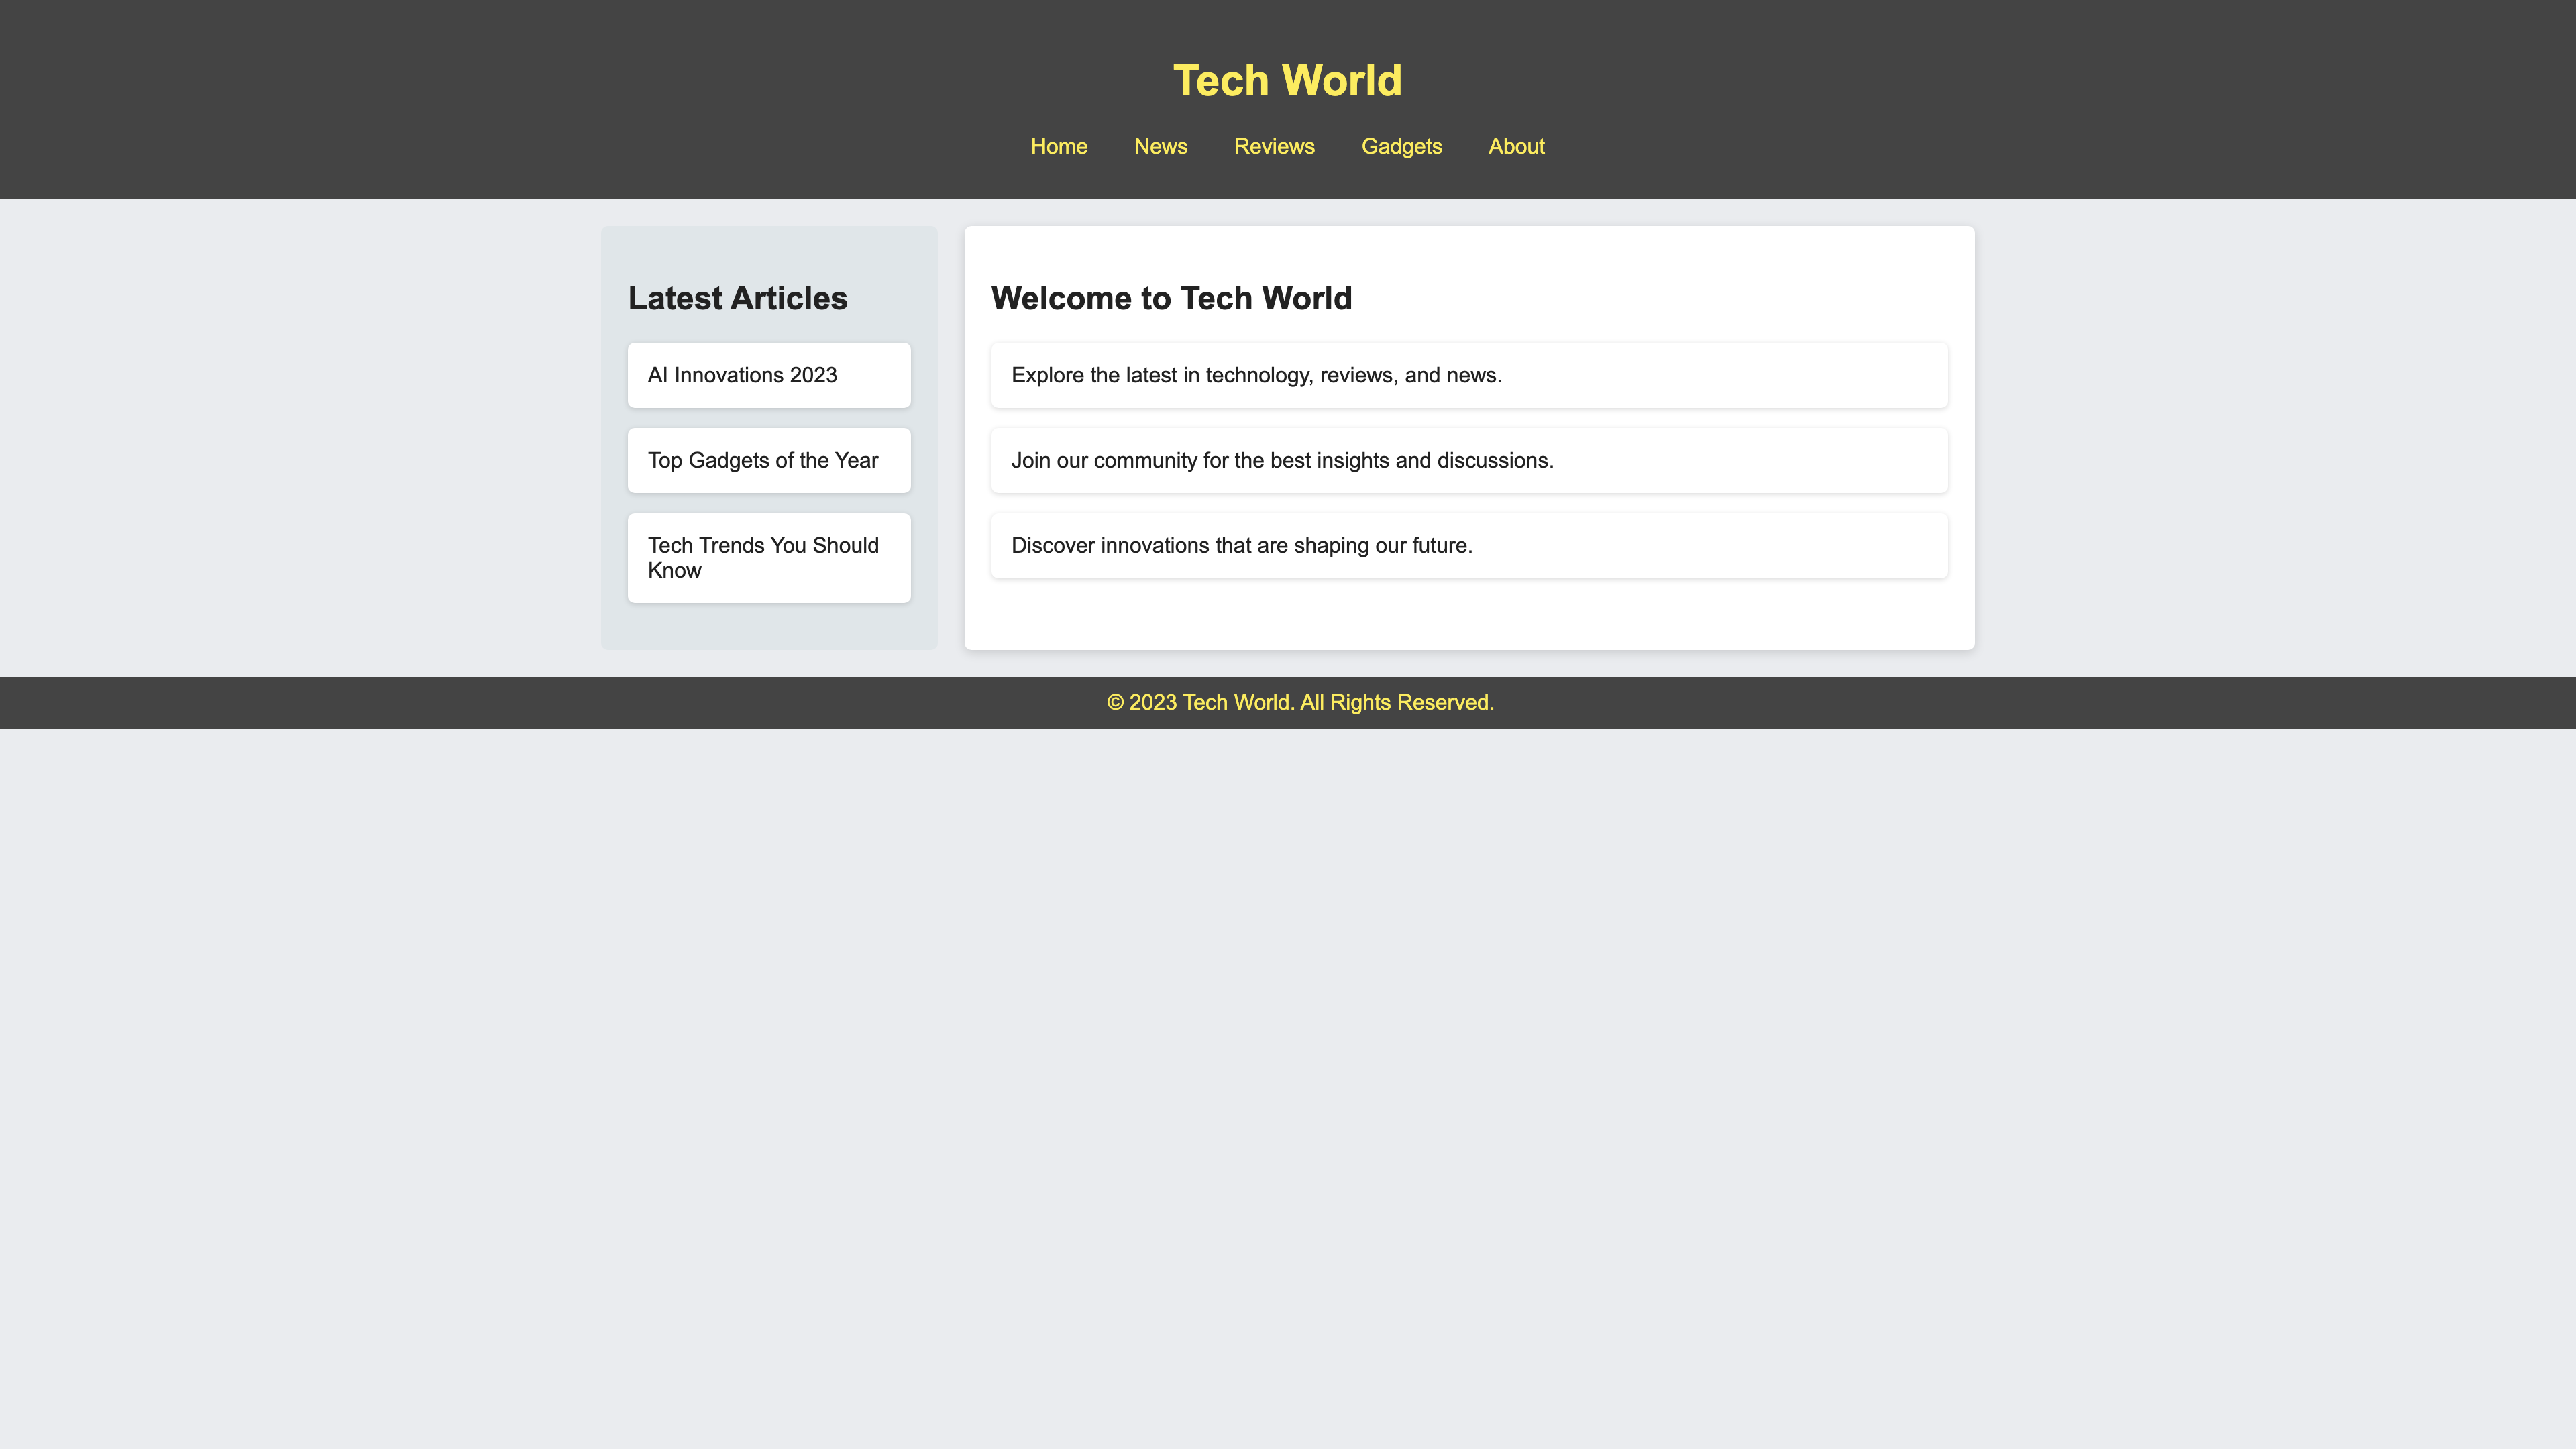 Tech World
Home News Reviews Gadgets About
Latest Articles
AI Innovations 2023
Top Gadgets of the Year
Tech Trends You Should
Know
Welcome to Tech World
Explore the latest in technology, reviews, and news.
Join our community for the best insights and discussions.
Discover innovations that are shaping our future.
© 2023 Tech World. All Rights Reserved.